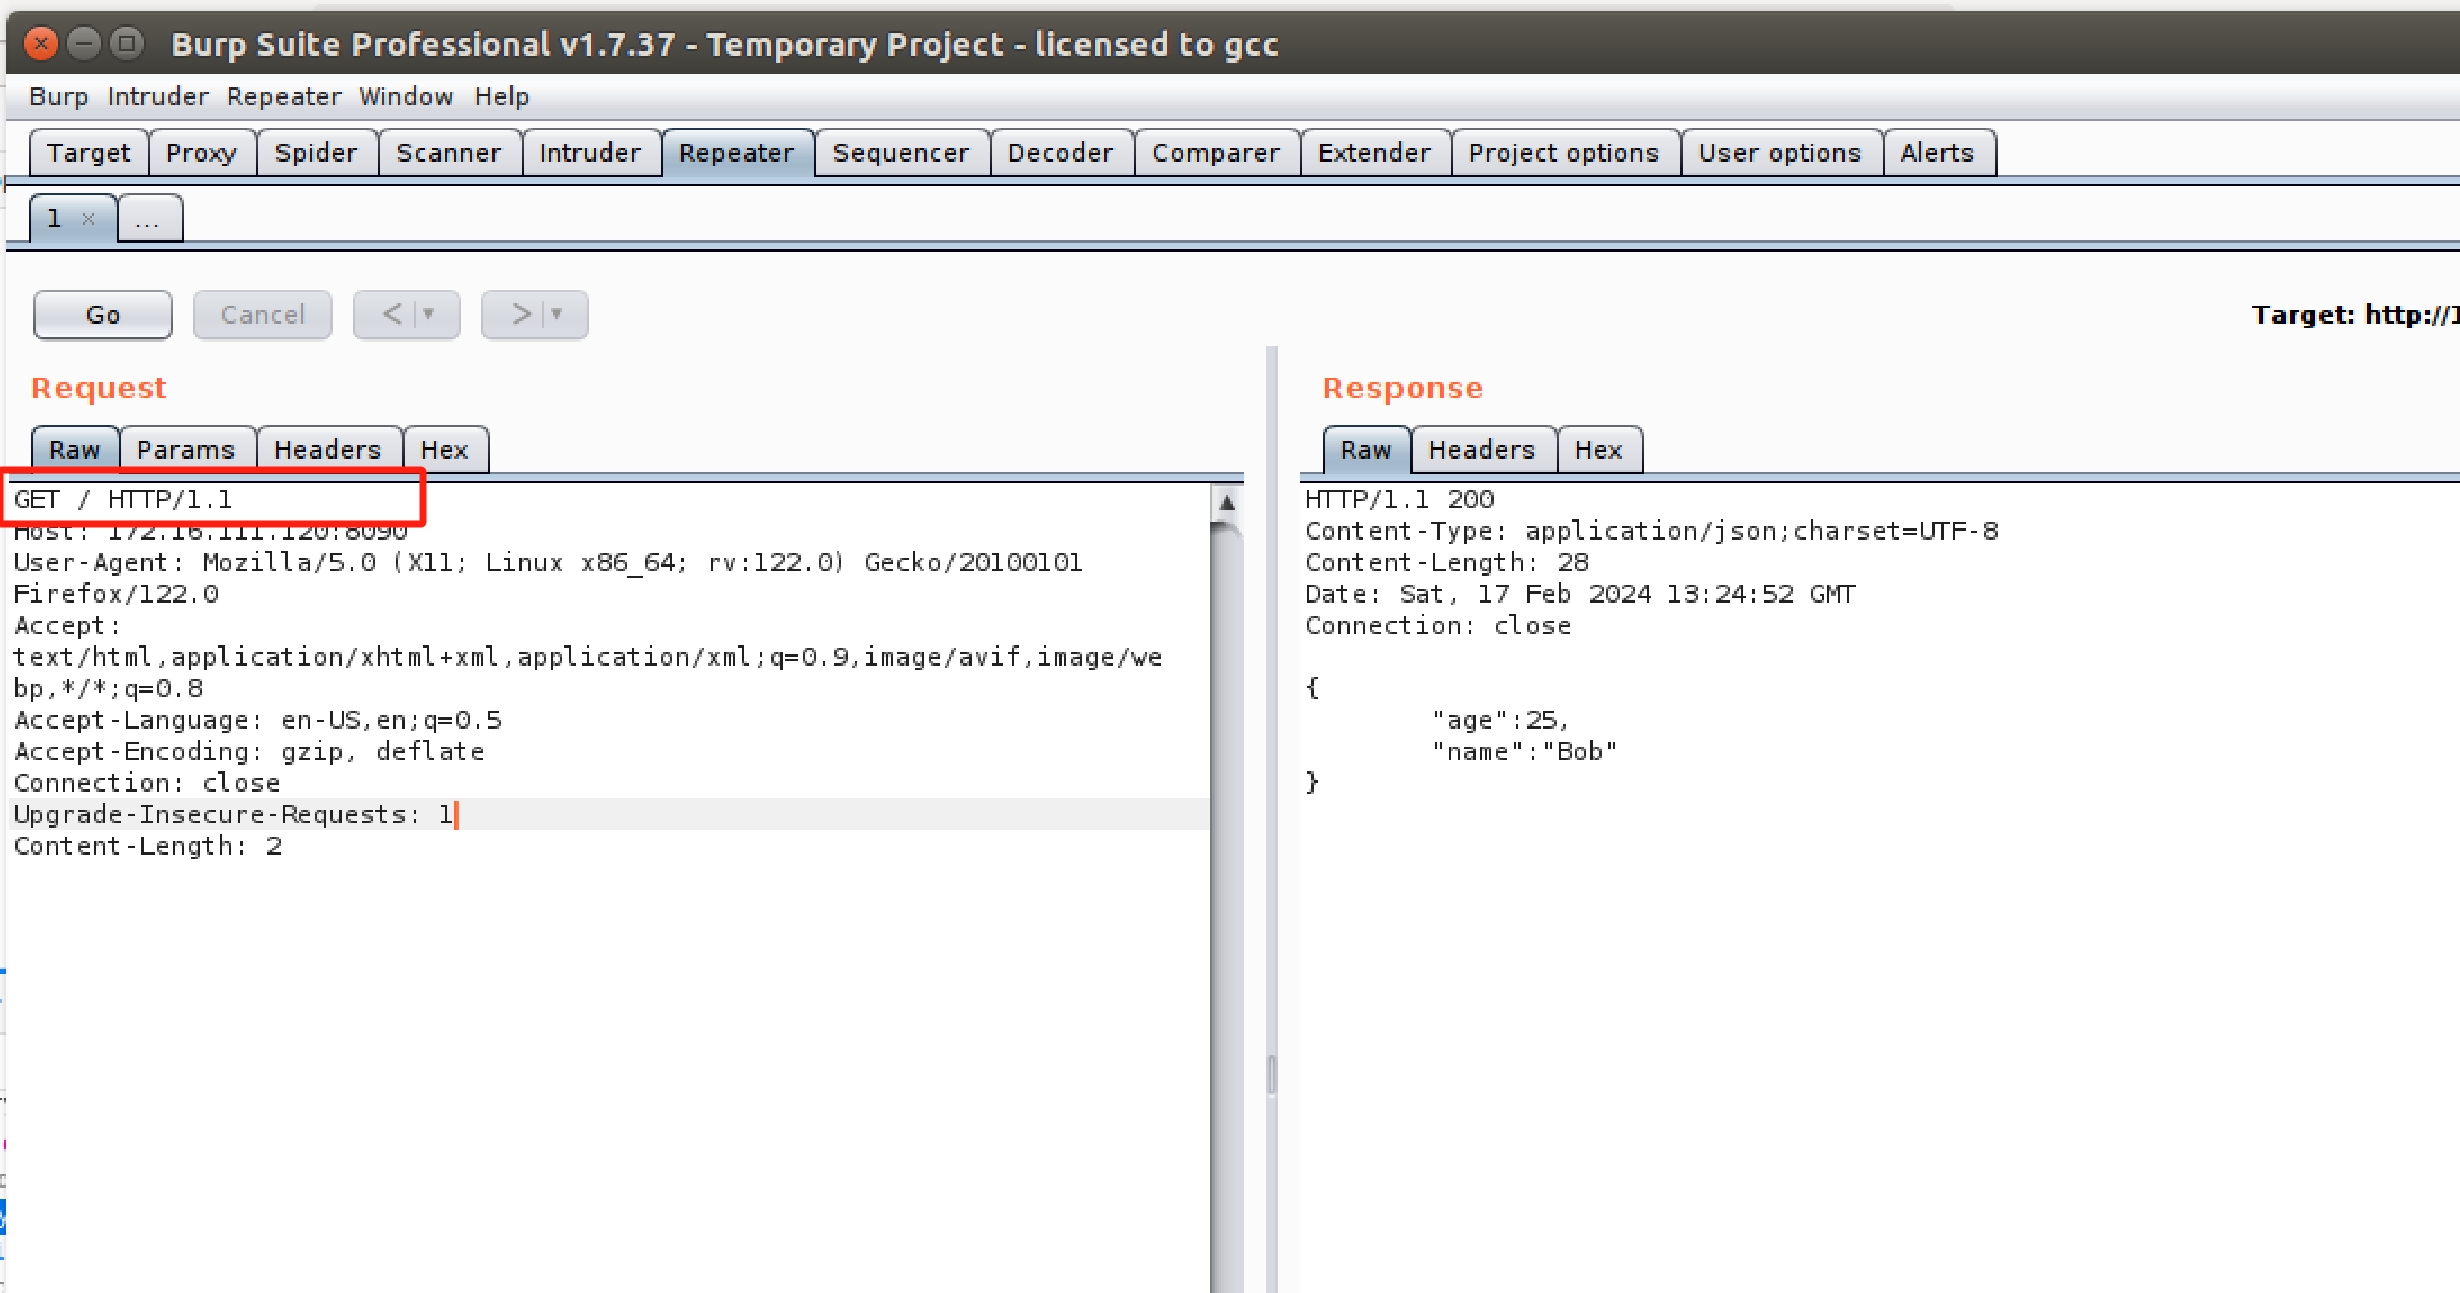 Burp Suite Professional v1.7.37 - Temporary Project - licensed to gcc
Burp Intruder Repeater Window Help
Target Proxy Spider Scanner Intruder Repeater Sequencer Decoder Comparer Extender Project options User options Alerts
1 × ...
Go Cancel < > Target: http://1
Request
Raw Params Headers Hex
GET / HTTP/1.1
Host: 172.16.111.120:8090
User-Agent: Mozilla/5.0 (X11; Linux x86_64; rv:122.0) Gecko/20100101
Firefox/122.0
Accept:
text/html,application/xhtml+xml,application/xml;q=0.9,image/avif,image/we
bp,*/*;q=0.8
Accept-Language: en-US,en;q=0.5
Accept-Encoding: gzip, deflate
Connection: close
Upgrade-Insecure-Requests: 1
Content-Length: 2
Response
Raw Headers Hex
HTTP/1.1 200
Content-Type: application/json;charset=UTF-8
Content-Length: 28
Date: Sat, 17 Feb 2024 13:24:52 GMT
Connection: close
{
"age":25,
"name":"Bob"
}